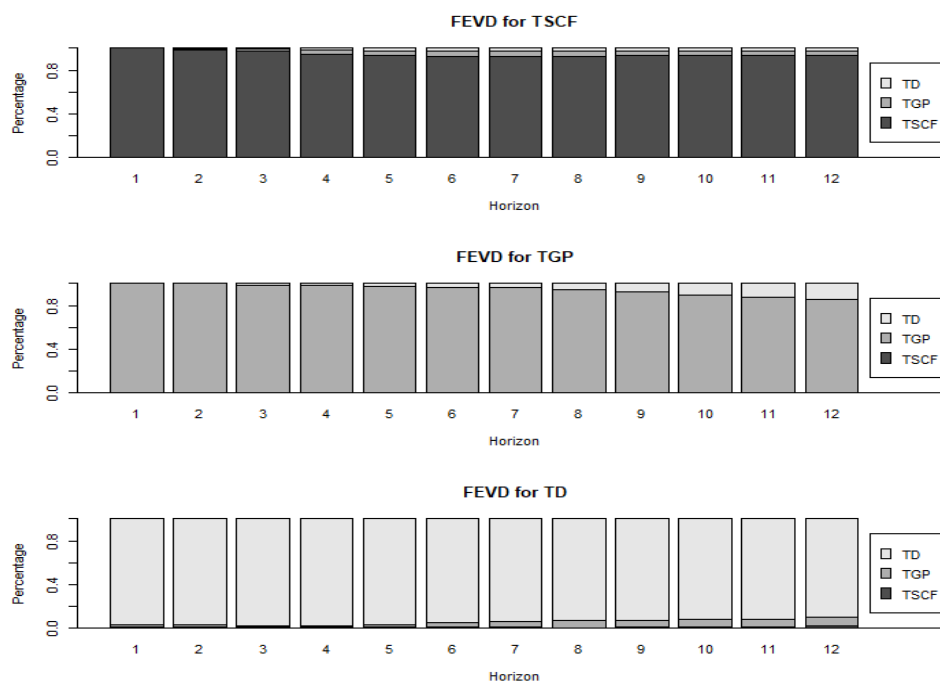 FEVD for TSCF
Percentage
0.0 0.4 0.8
1 2 3 4 5 6 7 8 9 10 11 12
Horizon
TD
TGP
TSCF
FEVD for TGP
Percentage
0.0 0.4 0.8
1 2 3 4 5 6 7 8 9 10 11 12
Horizon
TD
TGP
TSCF
FEVD for TD
Percentage
0.0 0.4 0.8
1 2 3 4 5 6 7 8 9 10 11 12
Horizon
TD
TGP
TSCF